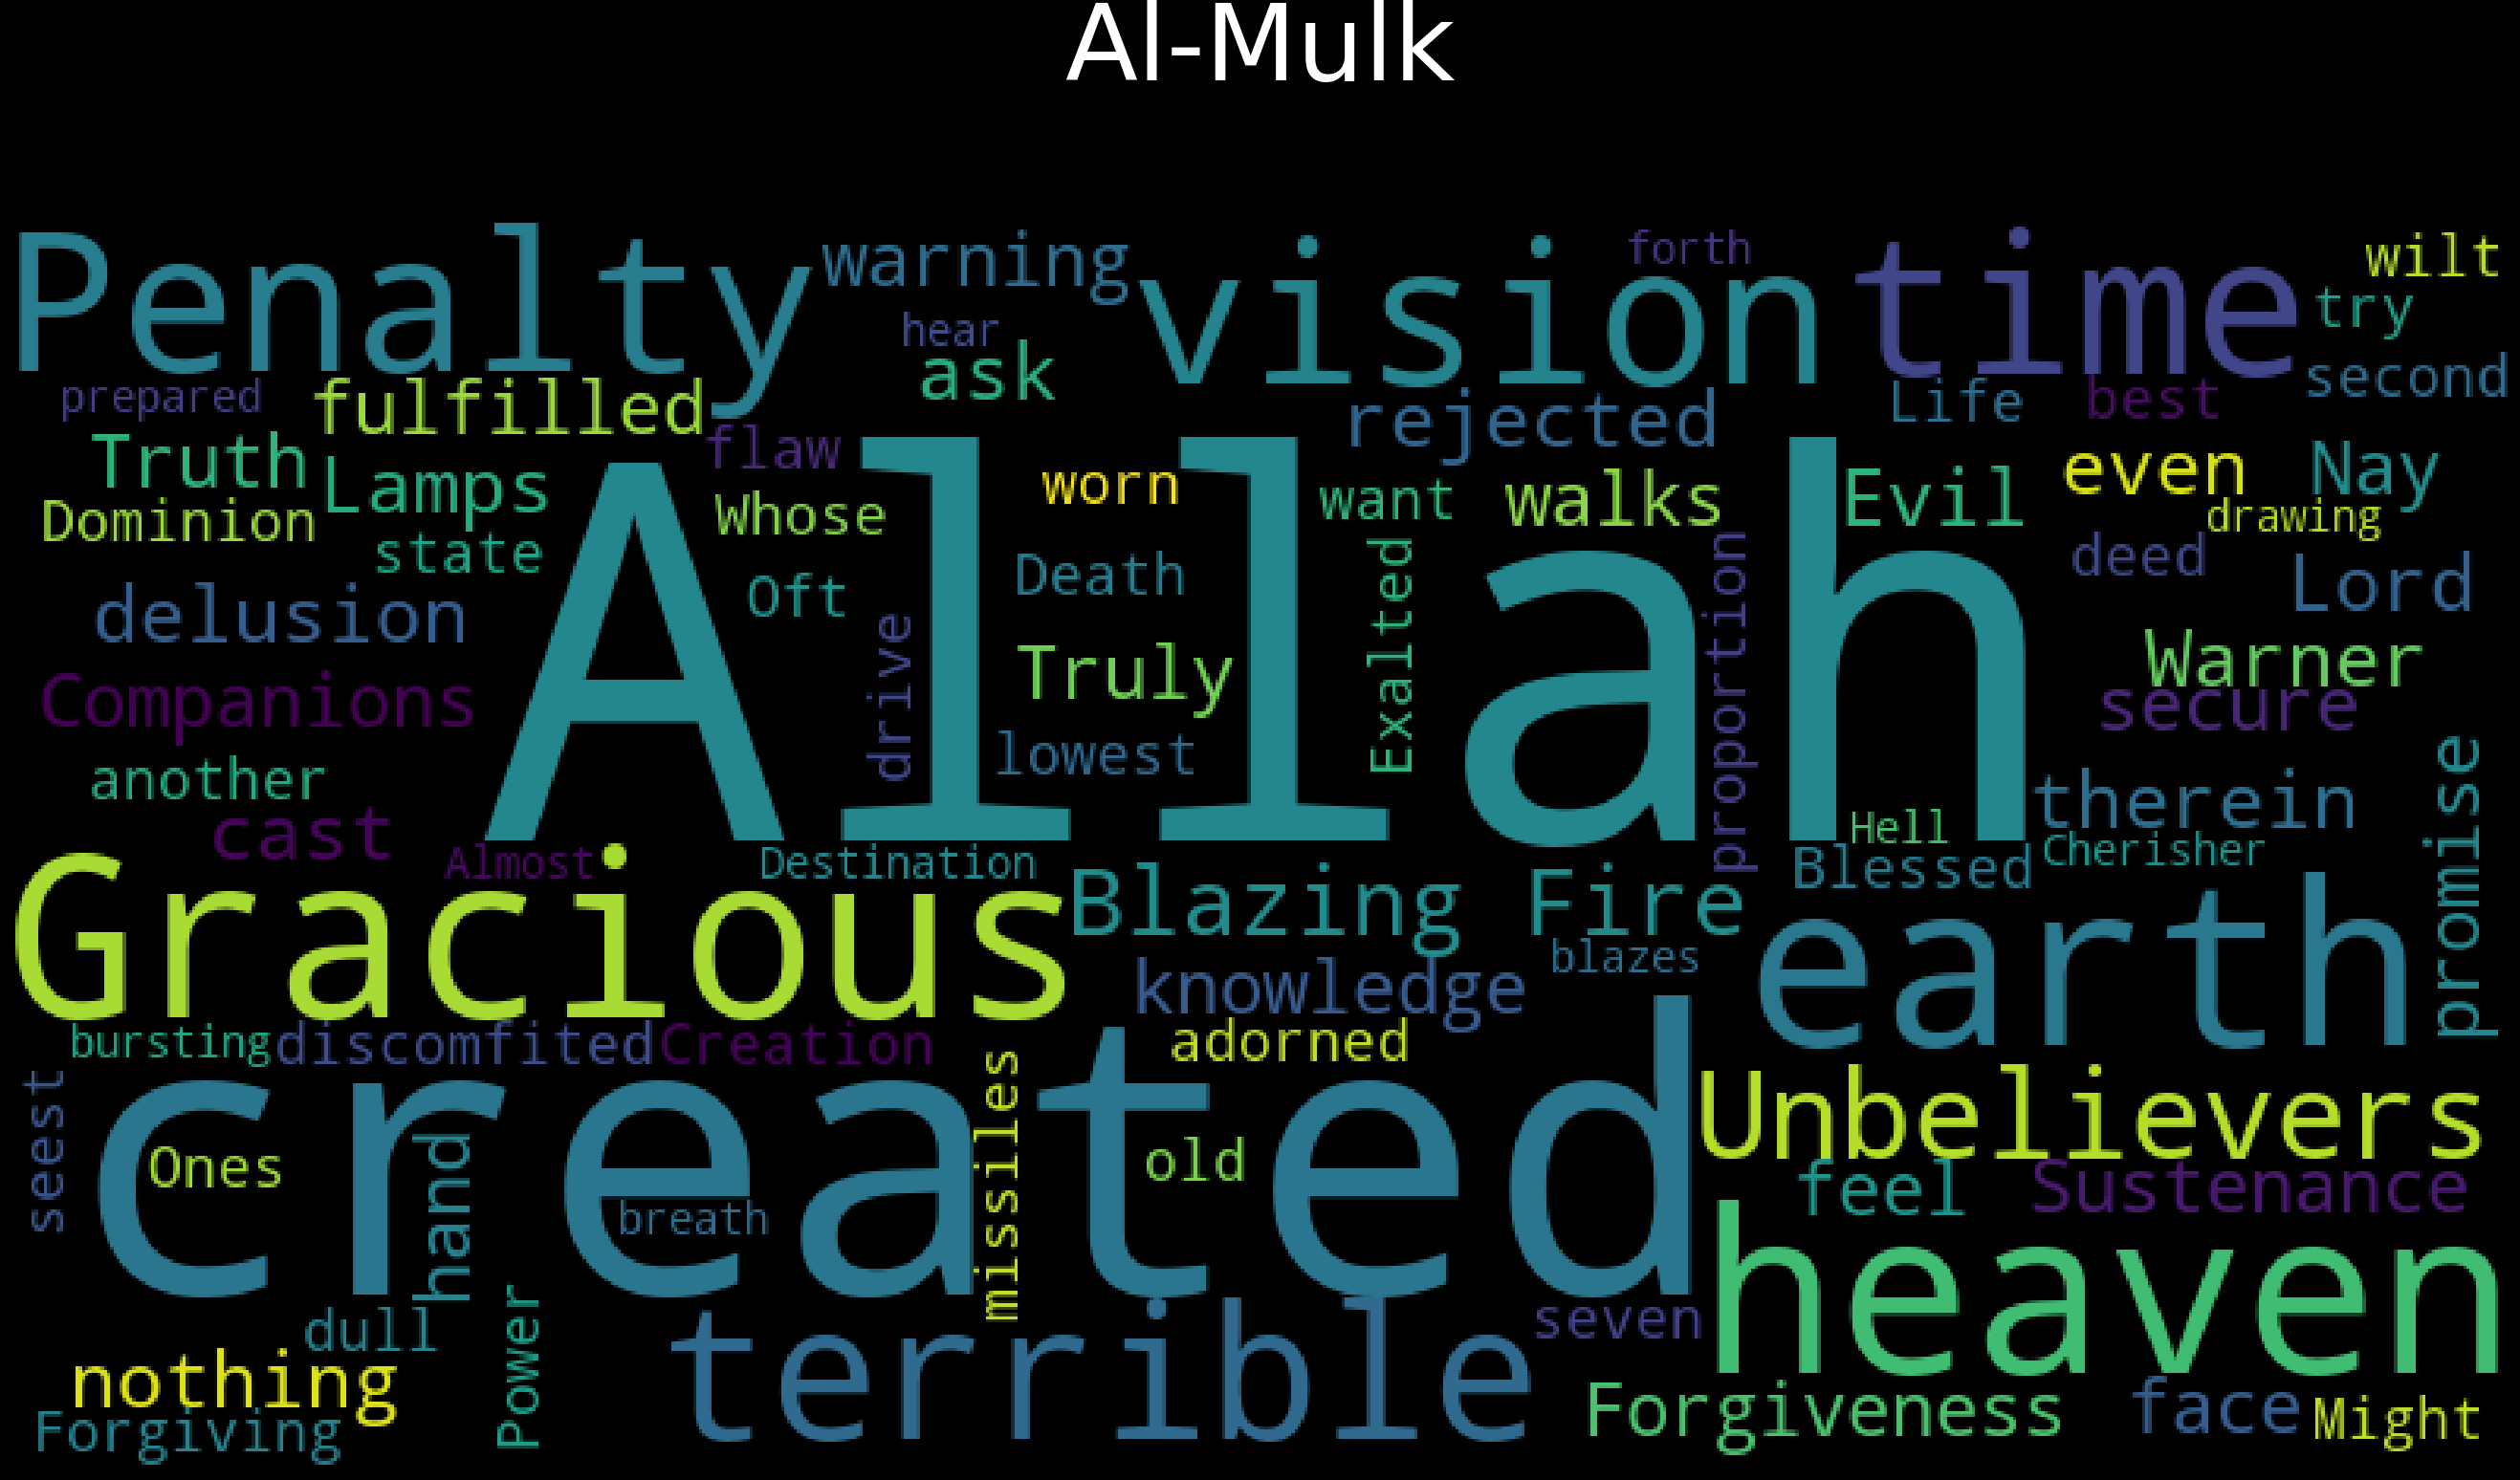 Al-Mulk
Penalty
warning
vision
forth
time
wilt
try
hear
ask
second
prepared
fulfilled
rejected
Life
best
Truth
Lamps
flaw
worn
want
walks
Evil
even
Nay
Dominion
Whose
drawing
state
Allah
Oft
Death
Exalted
proportion
deed
Lord
delusion
drive
Truly
Warner
Companions
secure
another
lowest
therein
promise
cast
Almost
Destination
Hell
Blessed
Cherisher
Gracious
Blazing Fire
earth
blazes
knowledge
bursting
discomfited
Creation
adorned
seest
created
missiles
Unbelievers
Ones
hand
old
feel
Sustenance
breath
heaven
dull
Power
terrible
seven
nothing
Forgiving
Forgiveness
face
Might